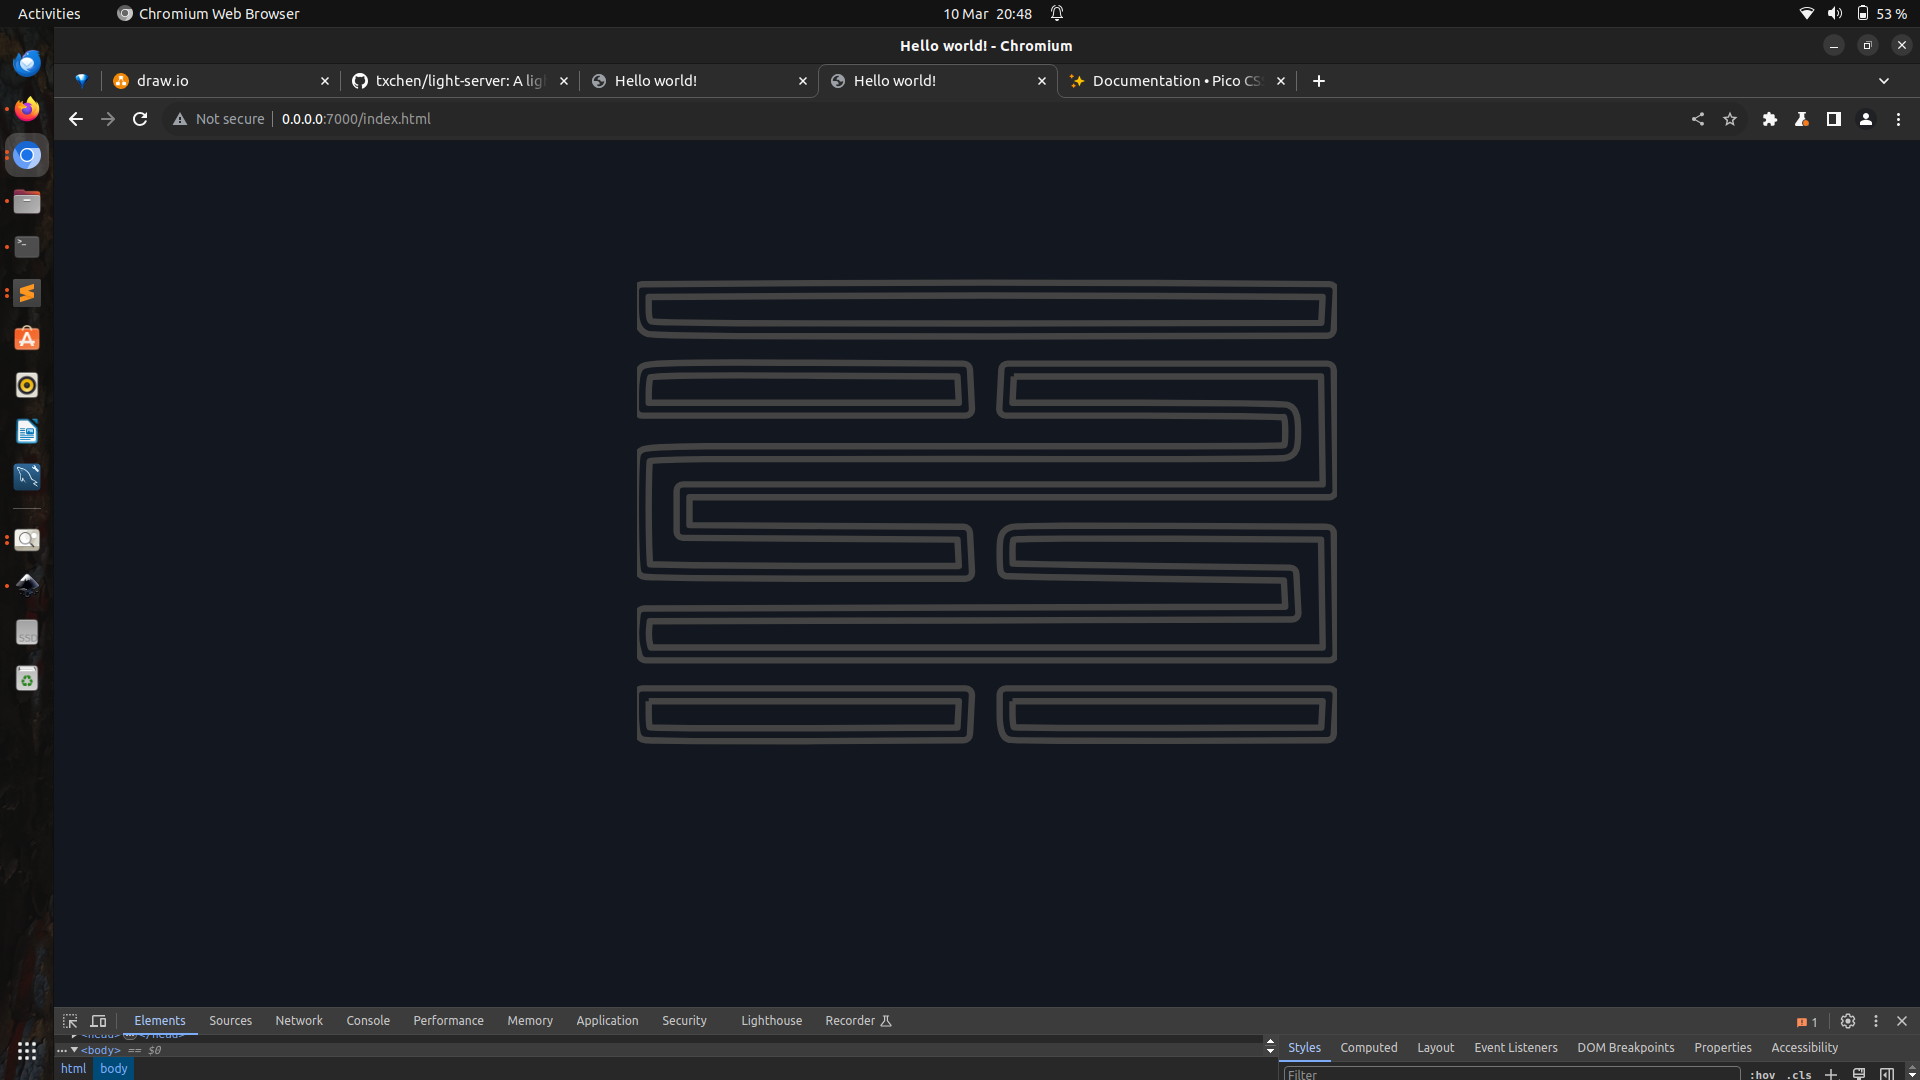 Activities
Chromium Web Browser
10 Mar 20:48
53 %
Hello world! - Chromium
draw.io
txchen/light-server: A lig
Hello world!
Hello world!
Documentation • Pico CS
Not secure
0.0.0.0:7000/index.html
Elements
Sources
Network
Console
Performance
Memory
Application
Security
Lighthouse
Recorder
1
<head>
</head>
<body> == $0
Styles
Computed
Layout
Event Listeners
DOM Breakpoints
Properties
Accessibility
html
body
Filter
:hov
.cls
SSD